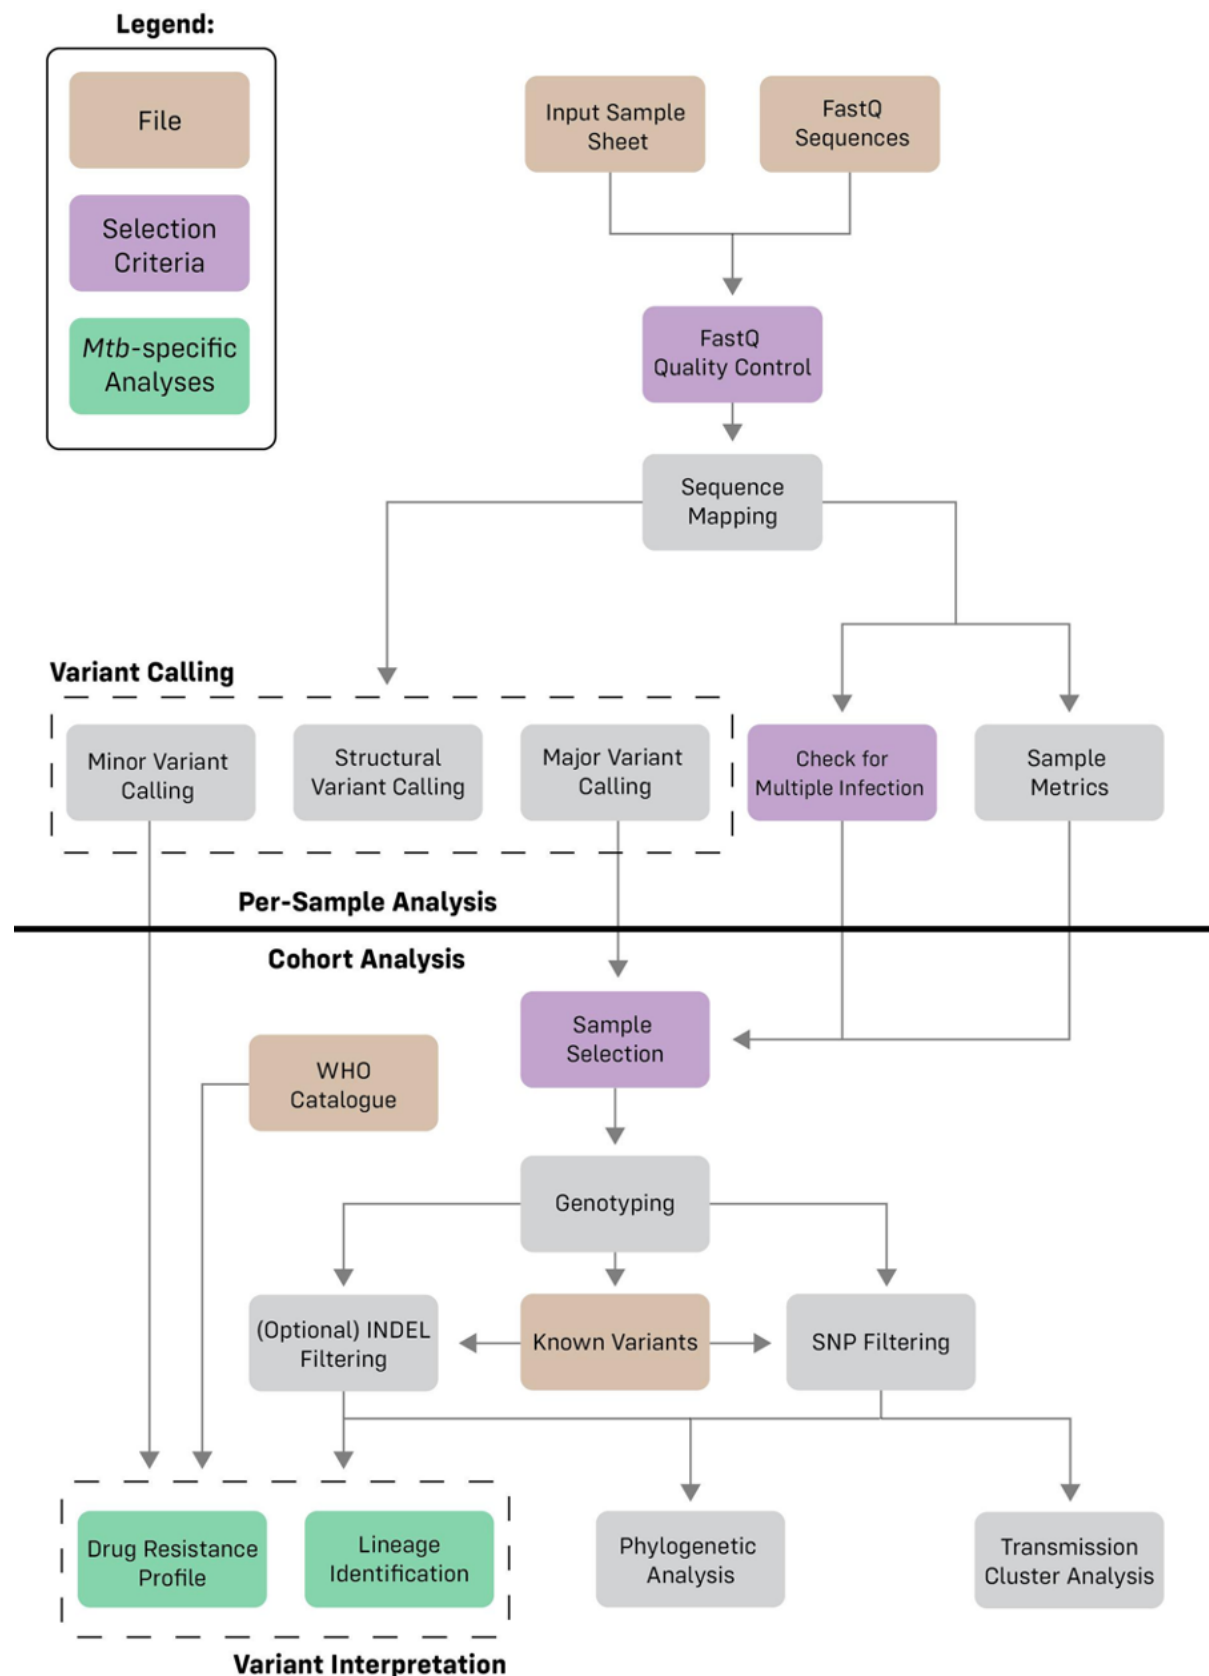 Legend:
File
Selection
Criteria
Mtb-specific
Analyses
Input Sample
Sheet
FastQ
Sequences
FastQ
Quality Control
Sequence
Mapping
Variant Calling
Minor Variant
Calling
Structural
Variant Calling
Major Variant
Calling
Check for
Multiple Infection
Sample
Metrics
Per-Sample Analysis
Cohort Analysis
Sample
Selection
WHO
Catalogue
Genotyping
(Optional) INDEL
Filtering
Known Variants
SNP Filtering
Drug Resistance
Profile
Lineage
Identification
Phylogenetic
Analysis
Transmission
Cluster Analysis
Variant Interpretation